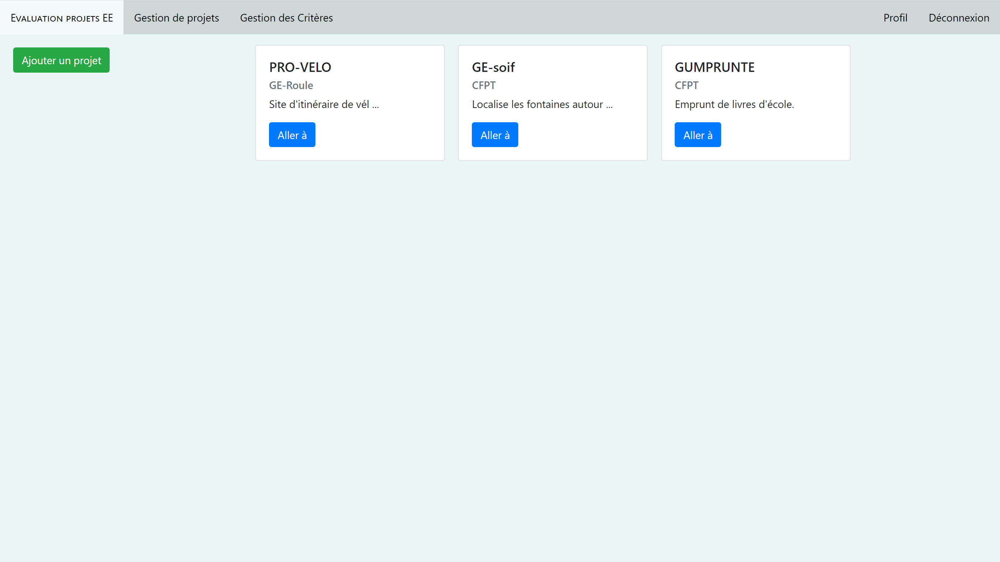 EVALUATION PROJETS EE Gestion de projets Gestion des Critères Profil Déconnexion
Ajouter un projet
PRO-VELO
GE-Roule
Site d'itinéraire de vél ...
Aller à
GE-soif
CFPT
Localise les fontaines autour ...
Aller à
GUMPRUNTE
CFPT
Emprunt de livres d'école.
Aller à